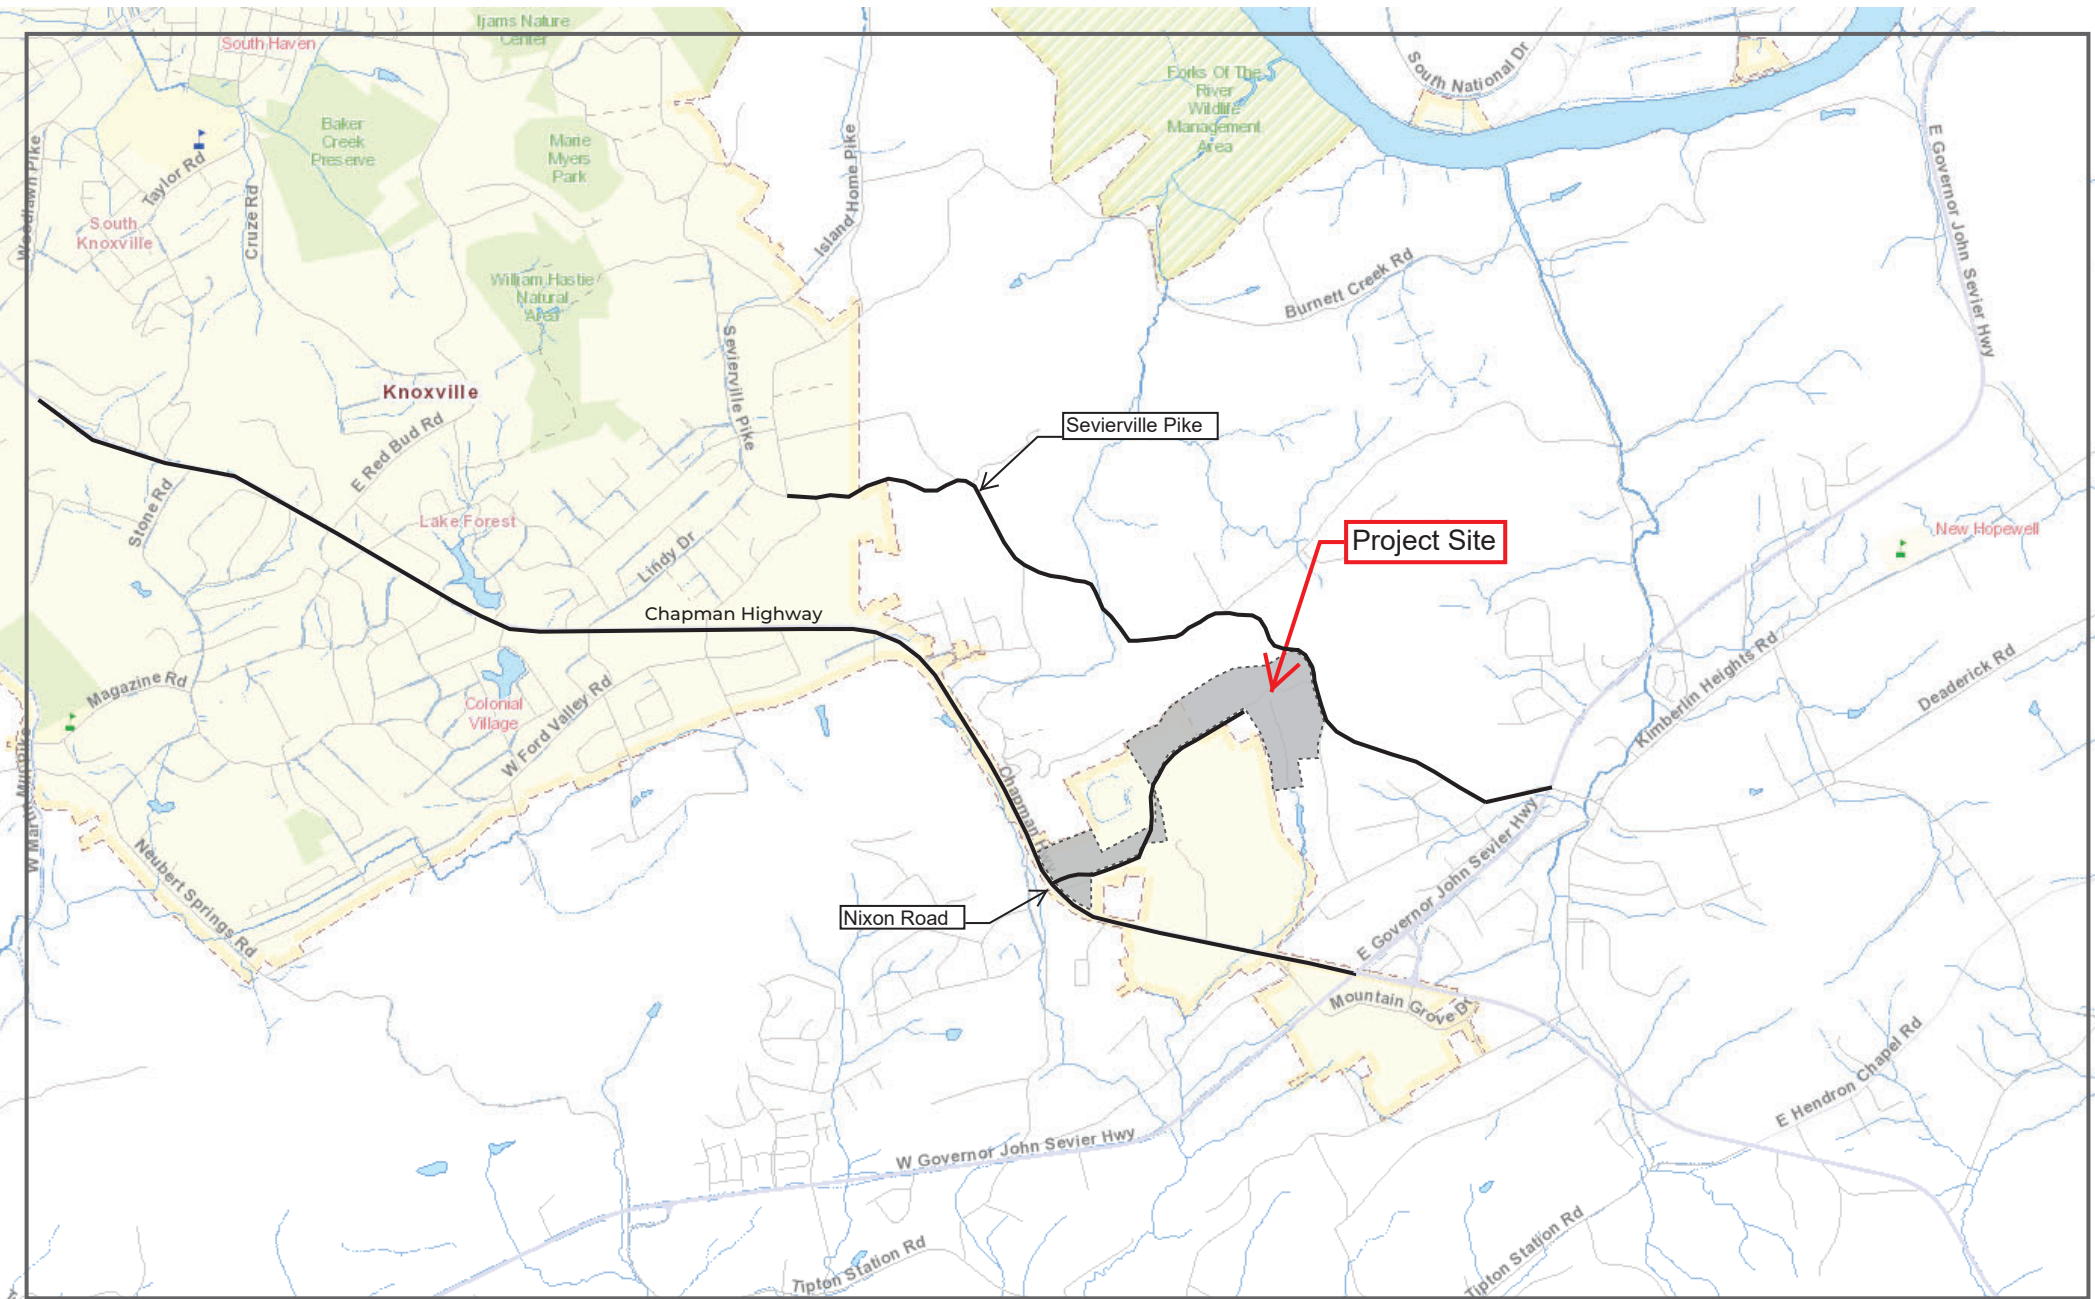 Ijams Nature
Center
South Haven
South National Dr
Forks Of The
River
Wildlife
Management
Area
Baker
Creek
Preserve
Marie
Myers
Park
Woodlawn Pike
Taylor Rd
Cruze Rd
Island Home Pike
E Governor John Sevier Hwy
South
Knoxville
William Hastie
Natural
Area
Burnett Creek Rd
Sevierville Pike
Knoxville
E Red Bud Rd
Sevierville Pike
Stone Rd
Lake Forest
Lindy Dr
Project Site
New Hopewell
Chapman Highway
Magazine Rd
Colonial
Village
W Ford Valley Rd
Kimberlin Heights Rd
Deaderick Rd
Chapman Hwy
Neubert Springs Rd
Nixon Road
E Governor John Sevier Hwy
Mountain Grove Dr
E Hendron Chapel Rd
W Governor John Sevier Hwy
Tipton Station Rd
Tipton Station Rd